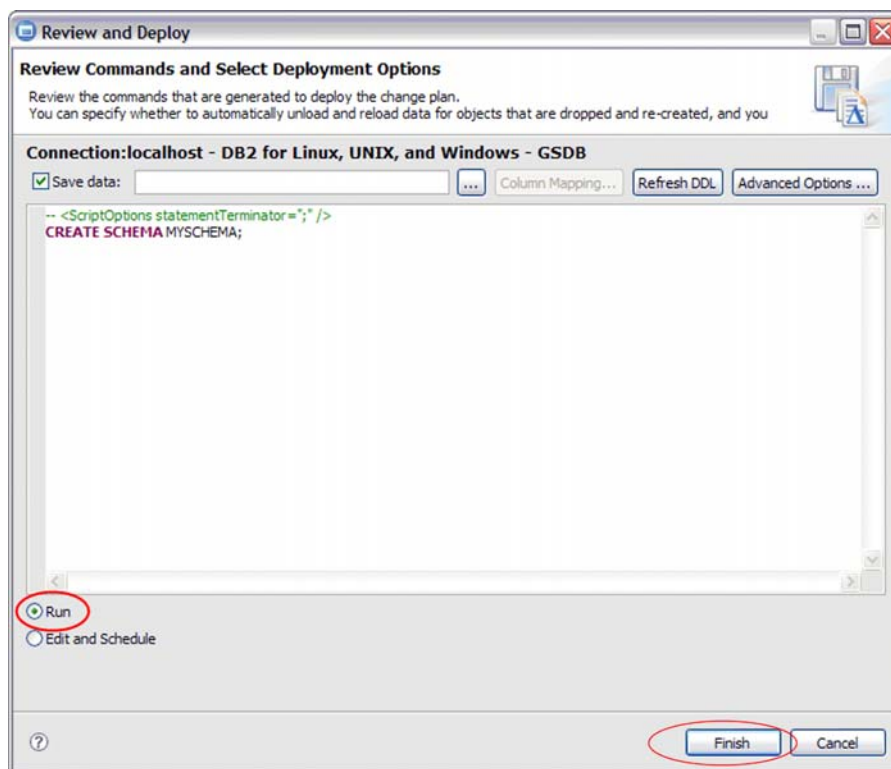 Review and Deploy
Review Commands and Select Deployment Options
Review the commands that are generated to deploy the change plan.
You can specify whether to automatically unload and reload data for objects that are dropped and re-created, and you
Connection:localhost - DB2 for Linux, UNIX, and Windows - GSDB
Save data: ... Column Mapping... Refresh DDL Advanced Options ...
-- <ScriptOptions statementTerminator=";" />
CREATE SCHEMA MYSCHEMA;
Run
Edit and Schedule
? Finish Cancel